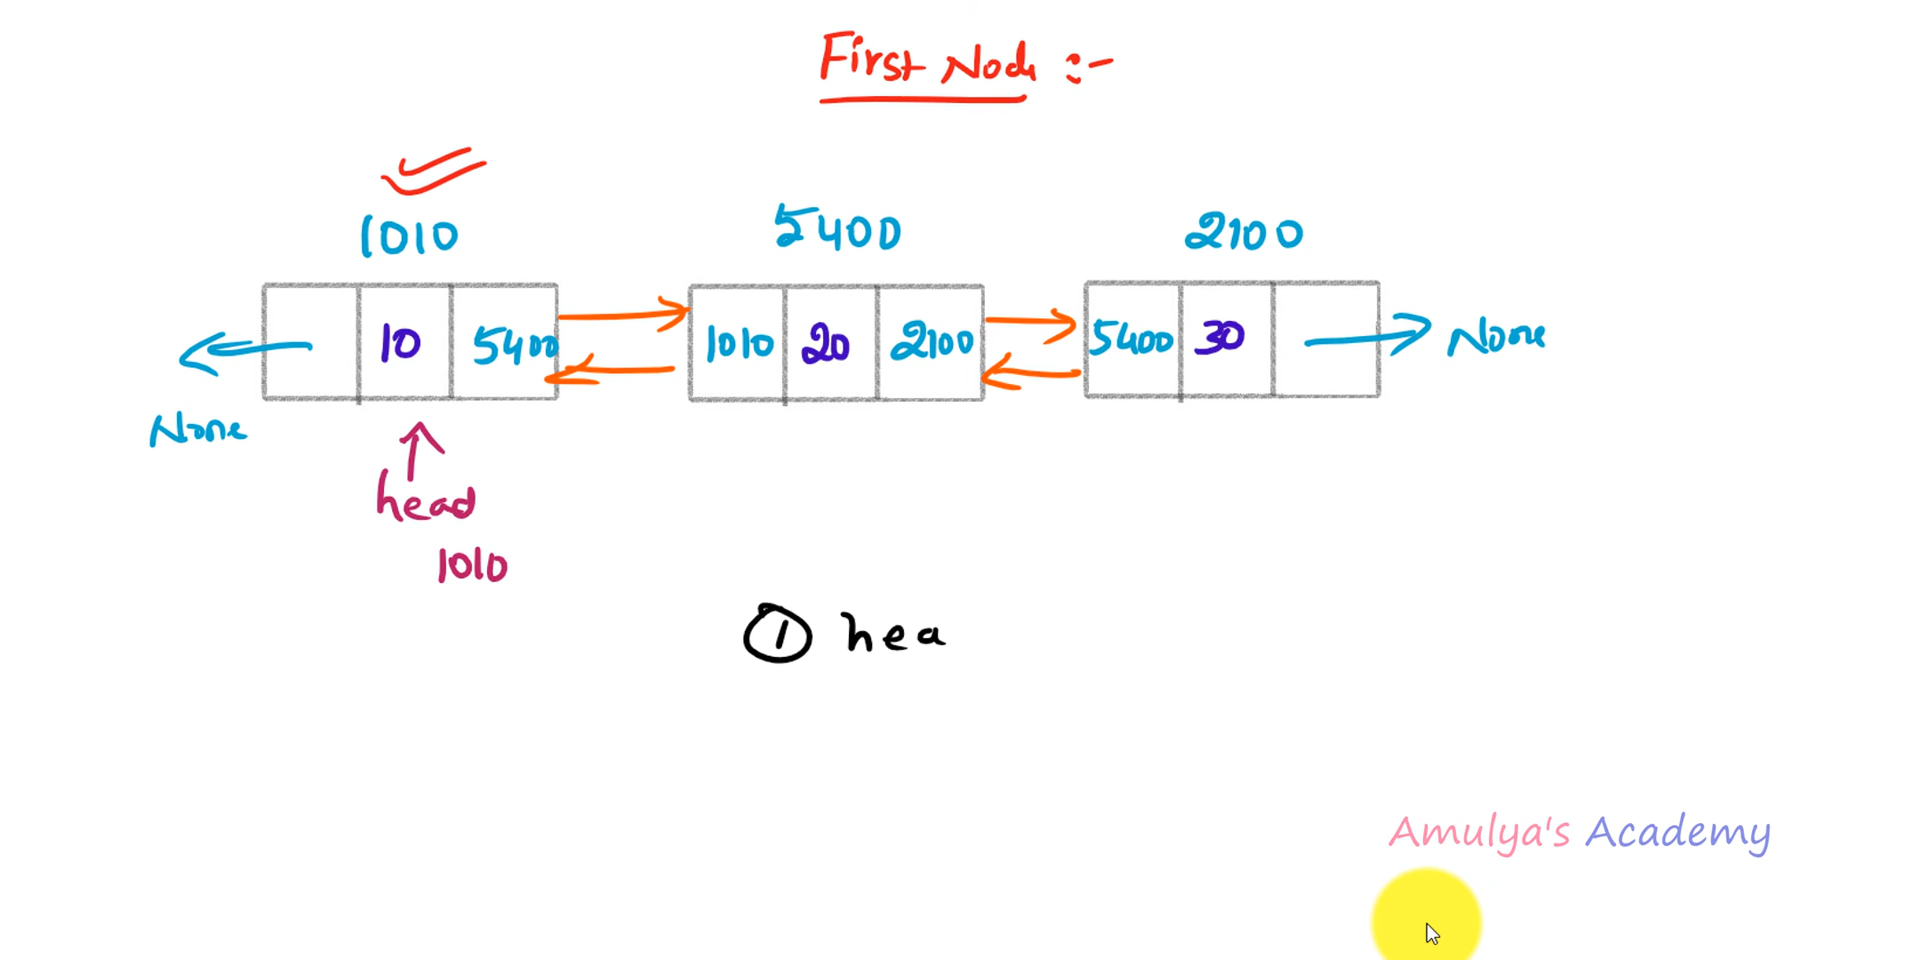 First Node :-
1010 5400 2100
10 5400 1010 20 2100 5400 30 None
None
head
1010
① hea
Amulya's Academy